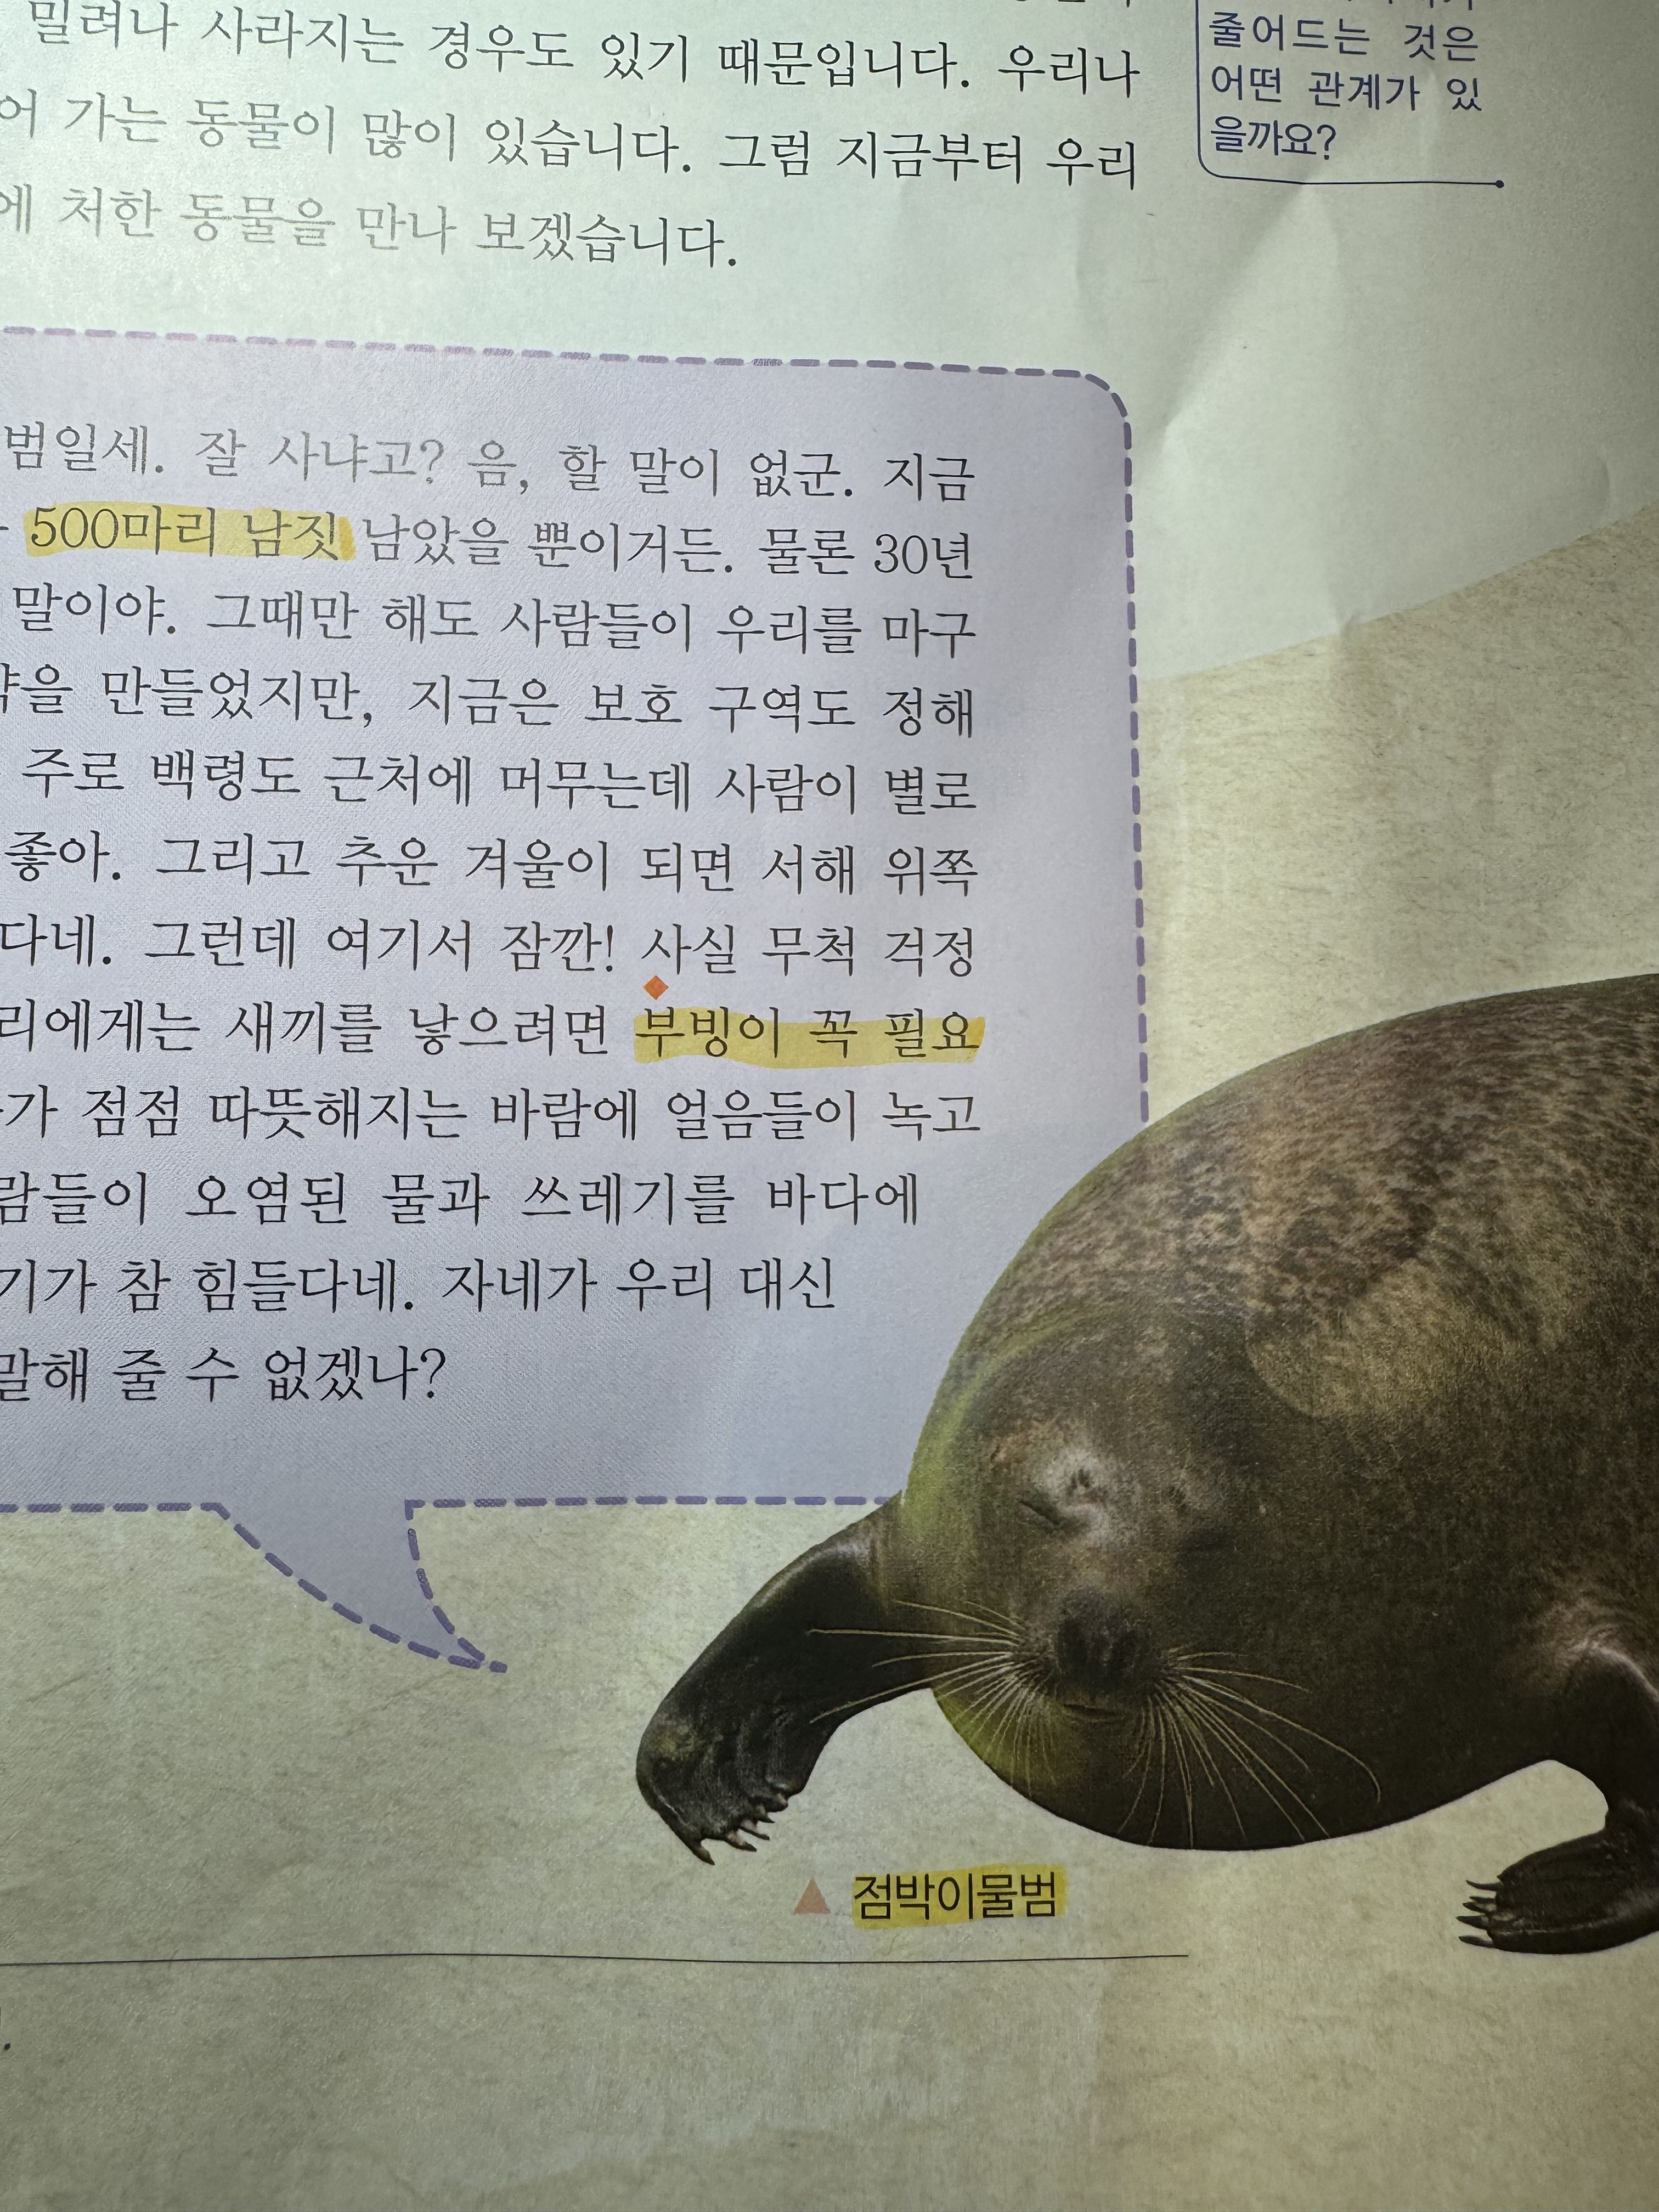 밀려나 사라지는 경우도 있기 때문입니다. 우리나
어 가는 동물이 많이 있습니다. 그럼 지금부터 우리
에 처한 동물을 만나 보겠습니다.
줄어드는 것은
어떤 관계가 있
을까요?
범일세. 잘 사냐고? 음, 할 말이 없군. 지금
500마리 남짓 남았을 뿐이거든. 물론 30년
말이야. 그때만 해도 사람들이 우리를 마구
약을 만들었지만, 지금은 보호 구역도 정해
주로 백령도 근처에 머무는데 사람이 별로
좋아. 그리고 추운 겨울이 되면 서해 위쪽
다네. 그런데 여기서 잠깐! 사실 무척 걱정
리에게는 새끼를 낳으려면 부빙이 꼭 필요
가 점점 따뜻해지는 바람에 얼음들이 녹고
람들이 오염된 물과 쓰레기를 바다에
기가 참 힘들다네. 자네가 우리 대신
말해 줄 수 없겠나?
점박이물범